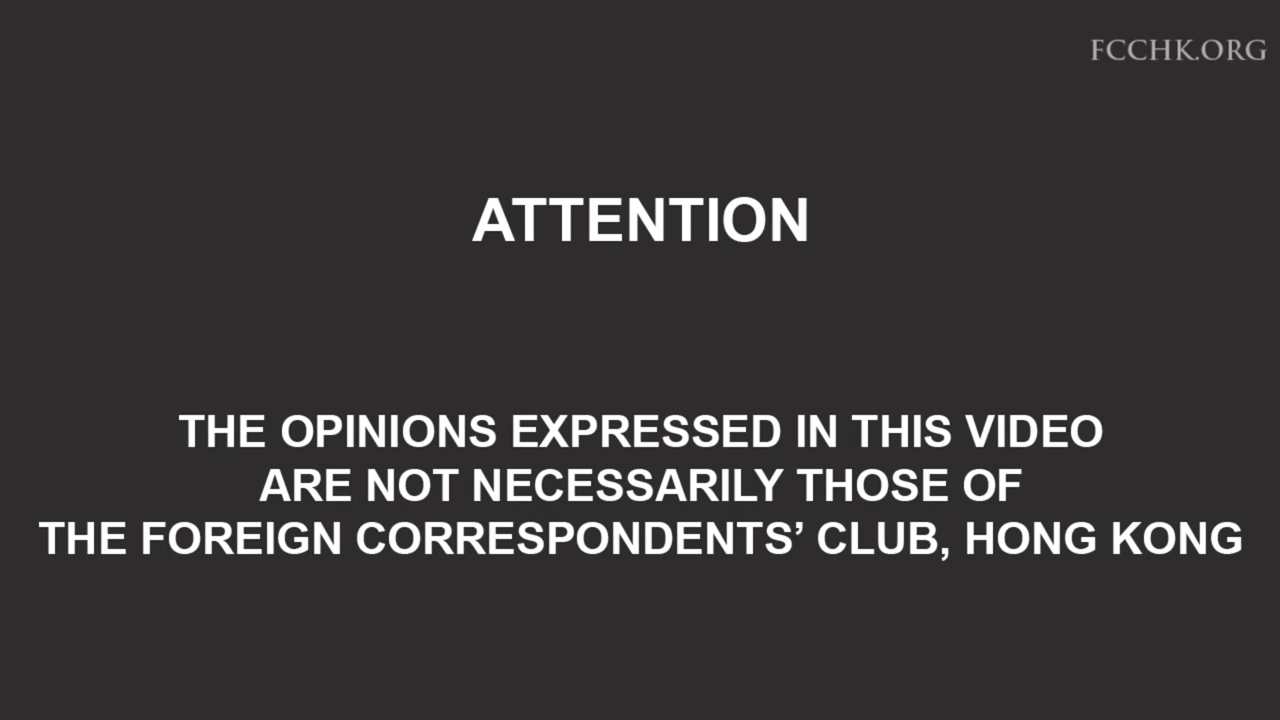 FCCHK.ORG
ATTENTION
THE OPINIONS EXPRESSED IN THIS VIDEO
ARE NOT NECESSARILY THOSE OF
THE FOREIGN CORRESPONDENTS’ CLUB, HONG KONG